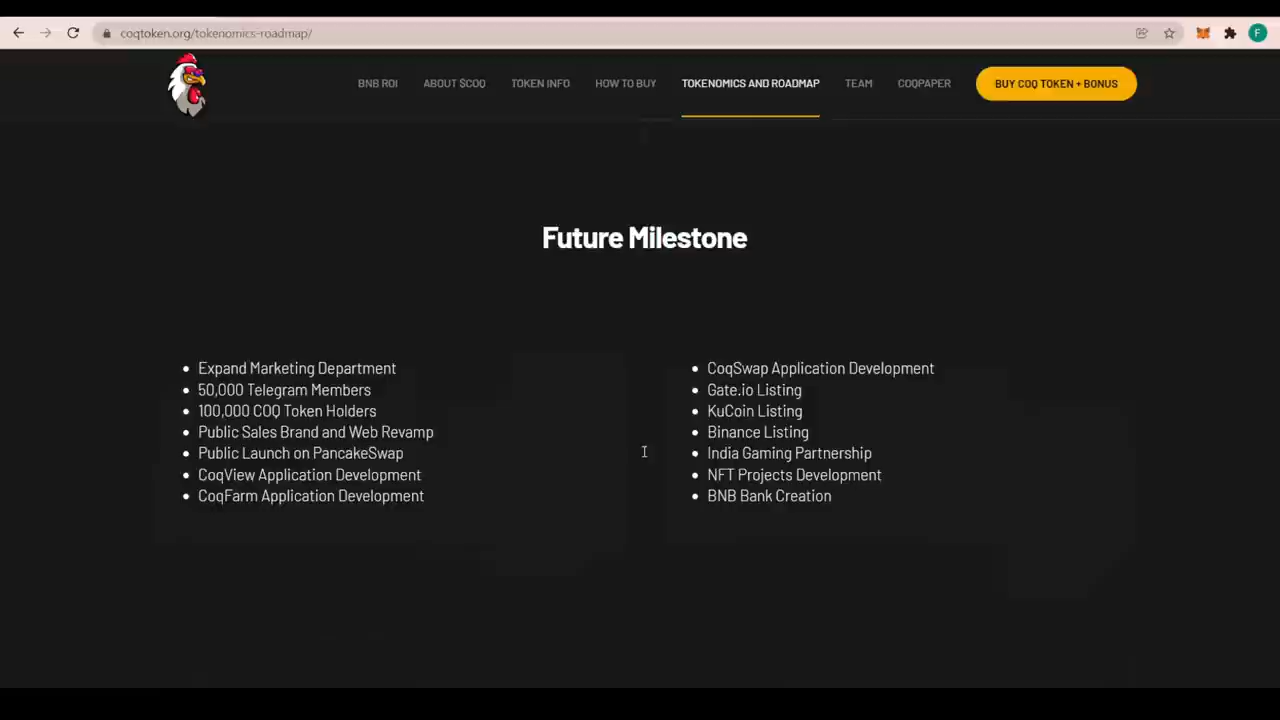 coqtoken.org/tokenomics-roadmap/
F
BNB ROI
ABOUT $COQ
TOKEN INFO
HOW TO BUY
TOKENOMICS AND ROADMAP
TEAM
COQPAPER
BUY COQ TOKEN + BONUS
Future Milestone
Expand Marketing Department
50,000 Telegram Members
100,000 COQ Token Holders
Public Sales Brand and Web Revamp
Public Launch on PancakeSwap
CoqView Application Development
CoqFarm Application Development
CoqSwap Application Development
Gate.io Listing
KuCoin Listing
Binance Listing
India Gaming Partnership
NFT Projects Development
BNB Bank Creation